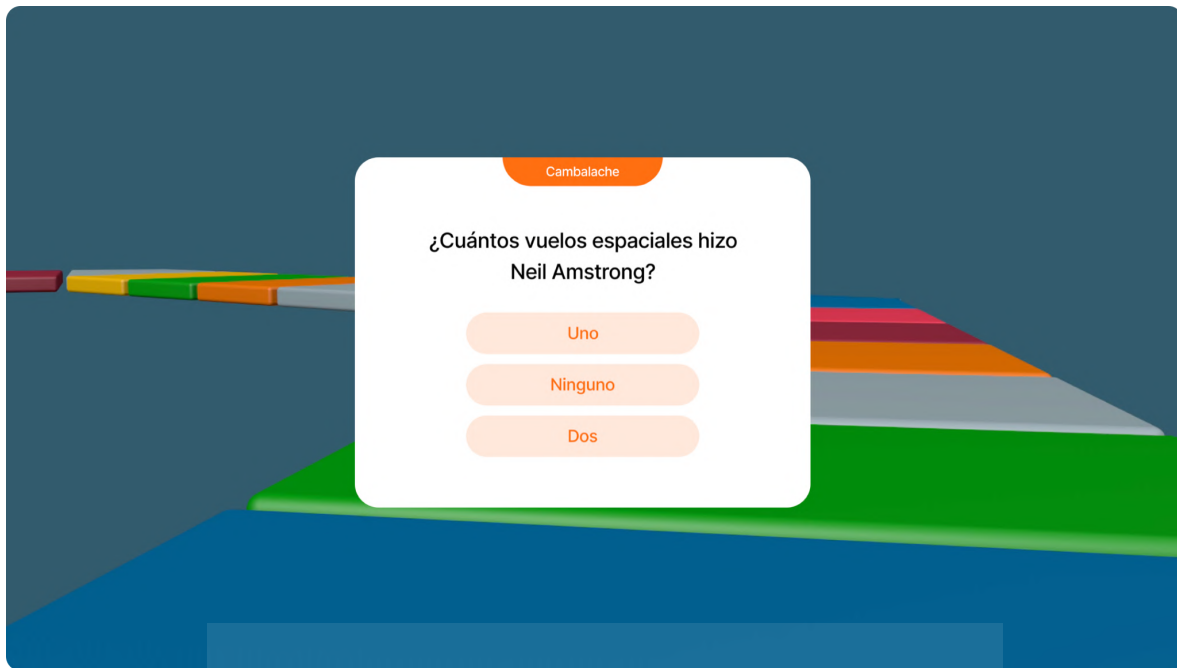 Cambalache
¿Cuántos vuelos espaciales hizo
Neil Amstrong?
Uno
Ninguno
Dos